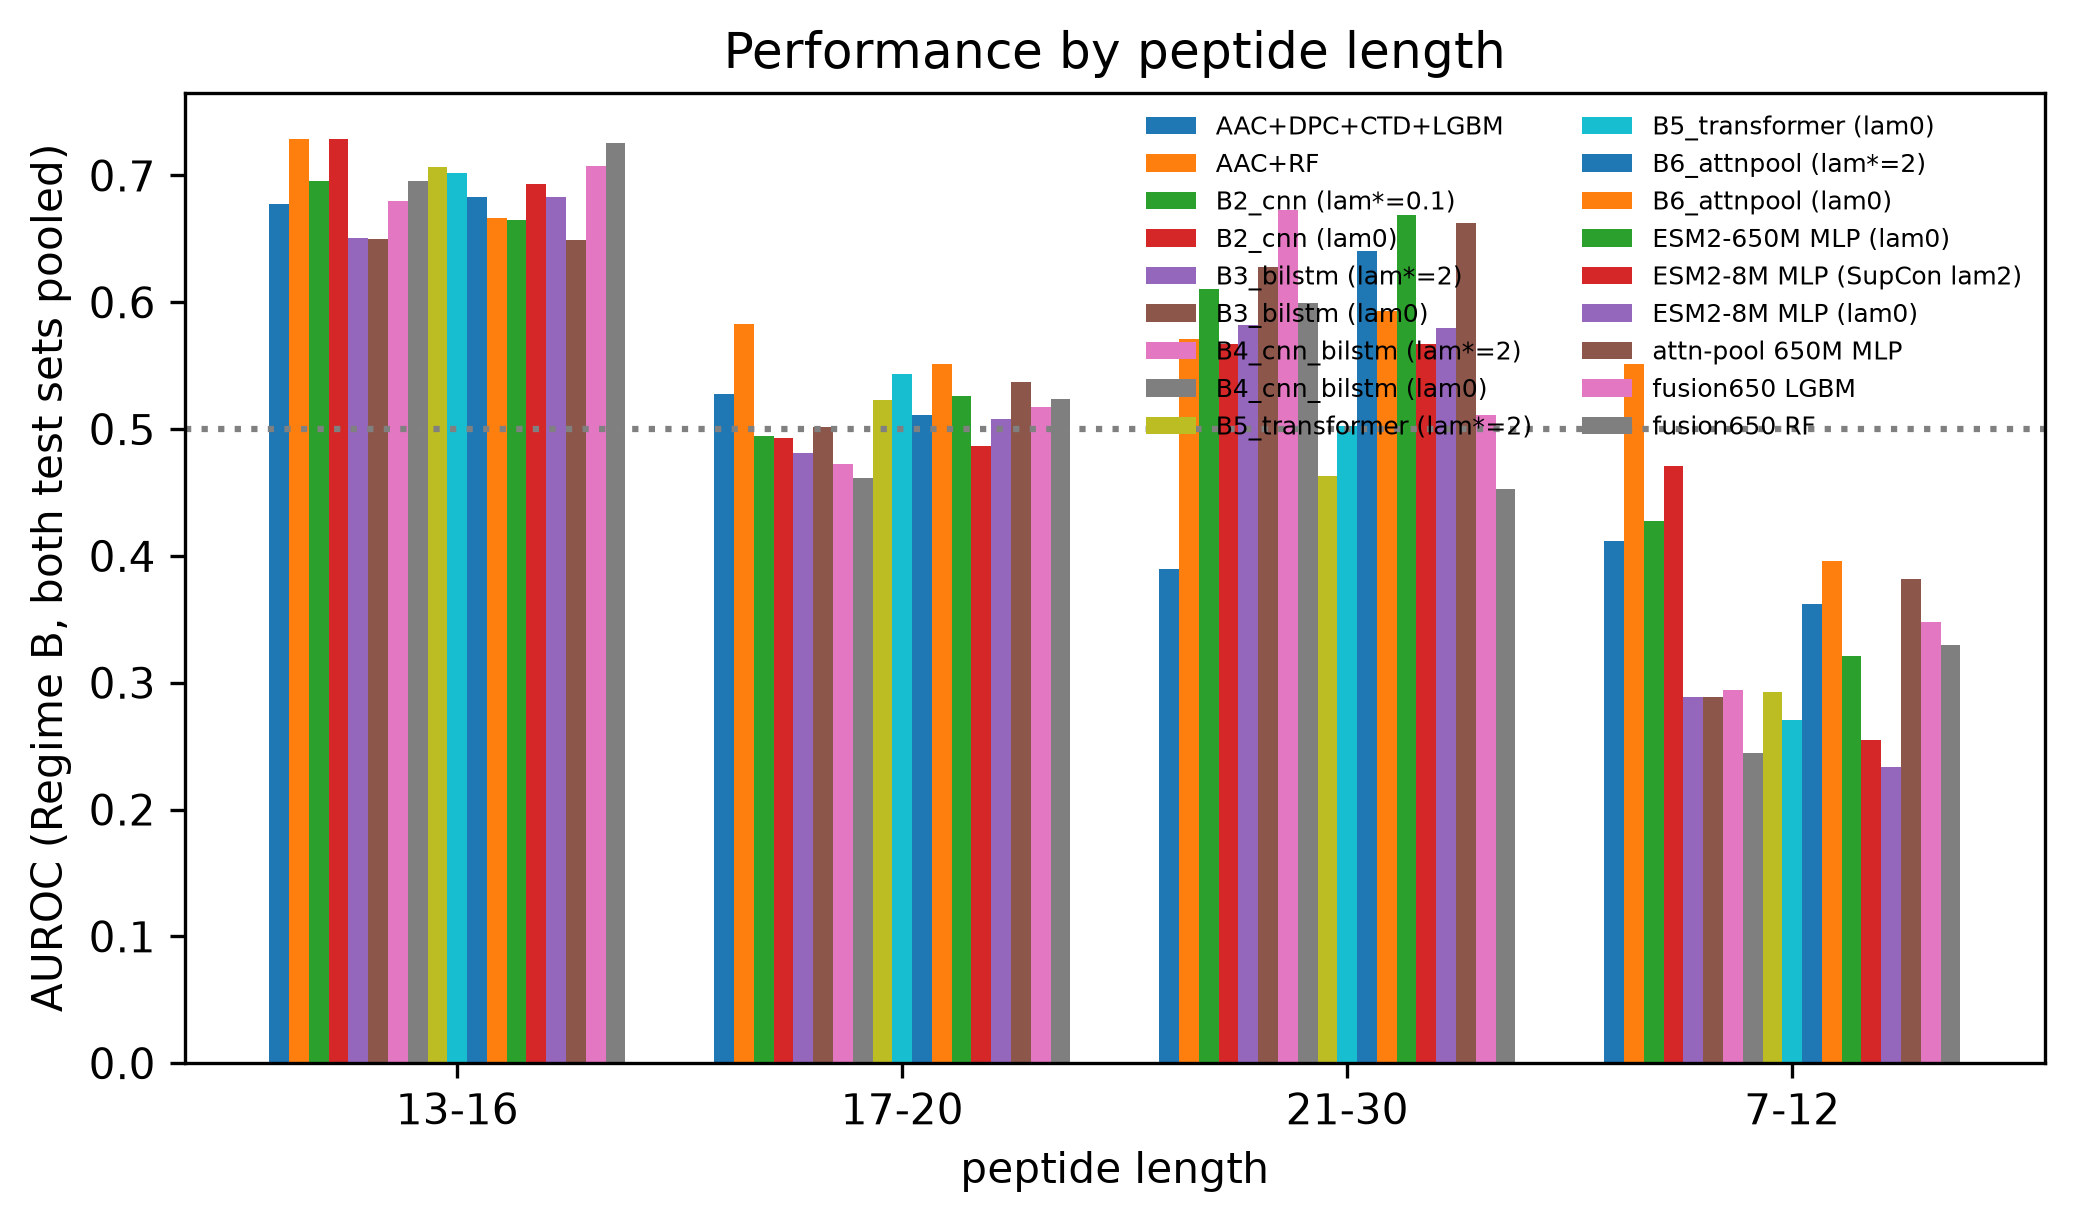 Performance by peptide length
AUROC (Regime B, both test sets pooled)
0.7
0.6
0.5
0.4
0.3
0.2
0.1
0.0
AAC+DPC+CTD+LGBM
AAC+RF
B2_cnn (lam*=0.1)
B2_cnn (lam0)
B3_bilstm (lam*=2)
B3_bilstm (lam0)
B4_cnn_bilstm (lam*=2)
B4_cnn_bilstm (lam0)
B5_transformer (lam*=2)
B5_transformer (lam0)
B6_attnpool (lam*=2)
B6_attnpool (lam0)
ESM2-650M MLP (lam0)
ESM2-8M MLP (SupCon lam2)
ESM2-8M MLP (lam0)
attn-pool 650M MLP
fusion650 LGBM
fusion650 RF
13-16
17-20
21-30
7-12
peptide length